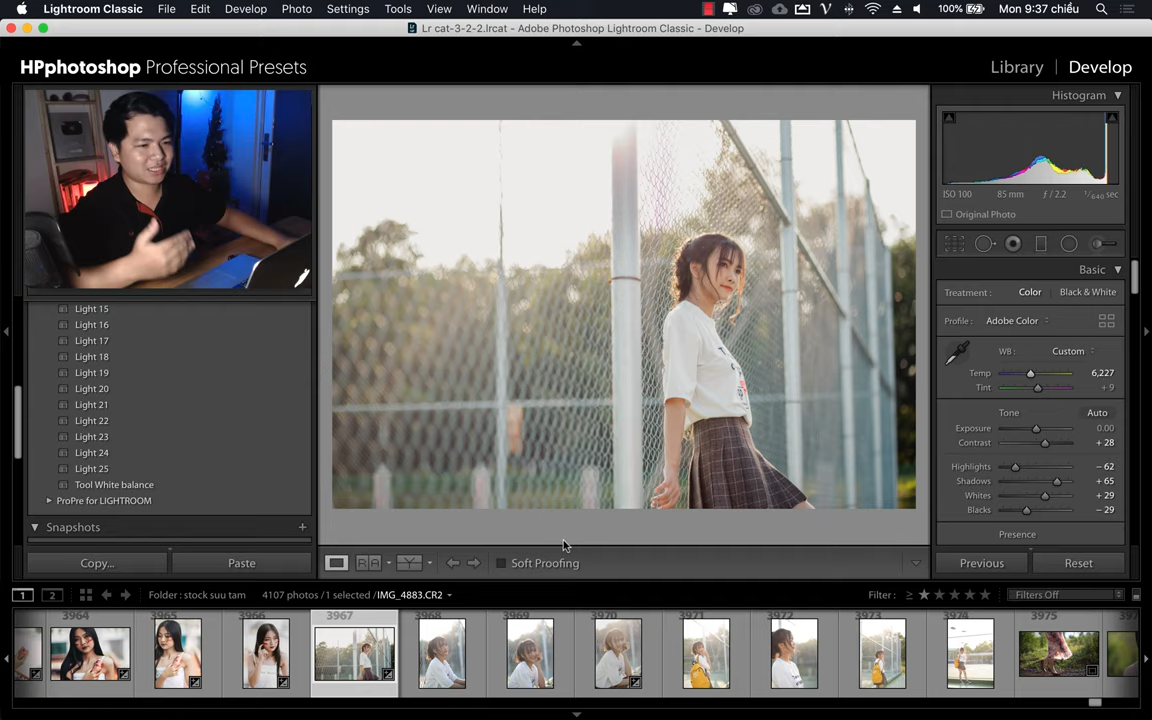 Lightroom Classic File Edit Develop Photo Settings Tools View Window Help 100% Mon 9:37 chiều
Lr cat-3-2-2.lrcat - Adobe Photoshop Lightroom Classic - Develop
HPphotoshop Professional Presets
Library | Develop
Histogram
ISO 100 85 mm ƒ / 2.2 1/640 sec
Original Photo
Basic
Treatment : Color Black & White
Profile : Adobe Color
WB : Custom
Temp 6,227
Tint + 9
Tone Auto
Exposure 0.00
Contrast + 28
Highlights – 62
Shadows + 65
Whites + 29
Blacks – 29
Presence
Light 15
Light 16
Light 17
Light 18
Light 19
Light 20
Light 21
Light 22
Light 23
Light 24
Light 25
Tool White balance
ProPre for LIGHTROOM
Snapshots +
Copy... Paste
Soft Proofing
Previous Reset
1 2 Folder : stock suu tam 4107 photos / 1 selected / IMG_4883.CR2 Filter : ≥ Filters Off
3964 3965 3966 3967 3968 3969 3970 3971 3972 3973 3974 3975